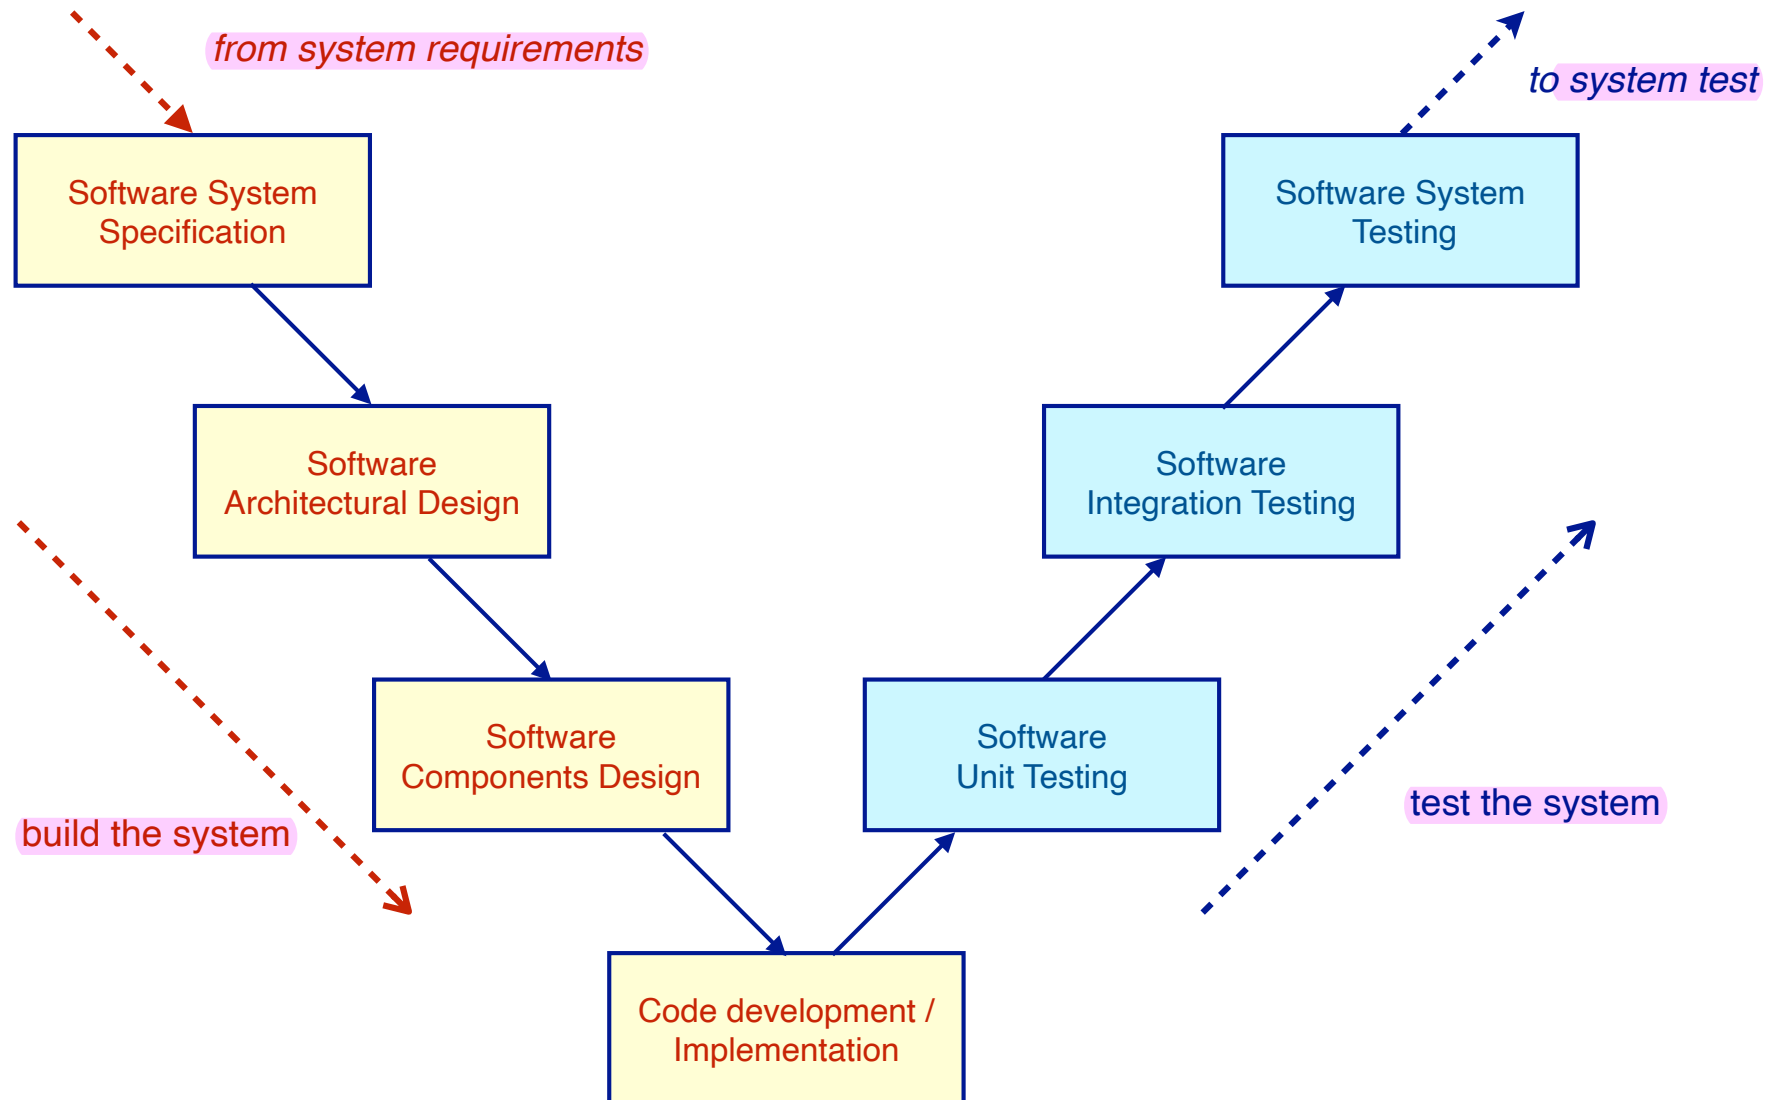 from system requirements
to system test
Software System
Specification
Software System
Testing
Software
Architectural Design
Software
Integration Testing
Software
Components Design
Software
Unit Testing
build the system
test the system
Code development /
Implementation